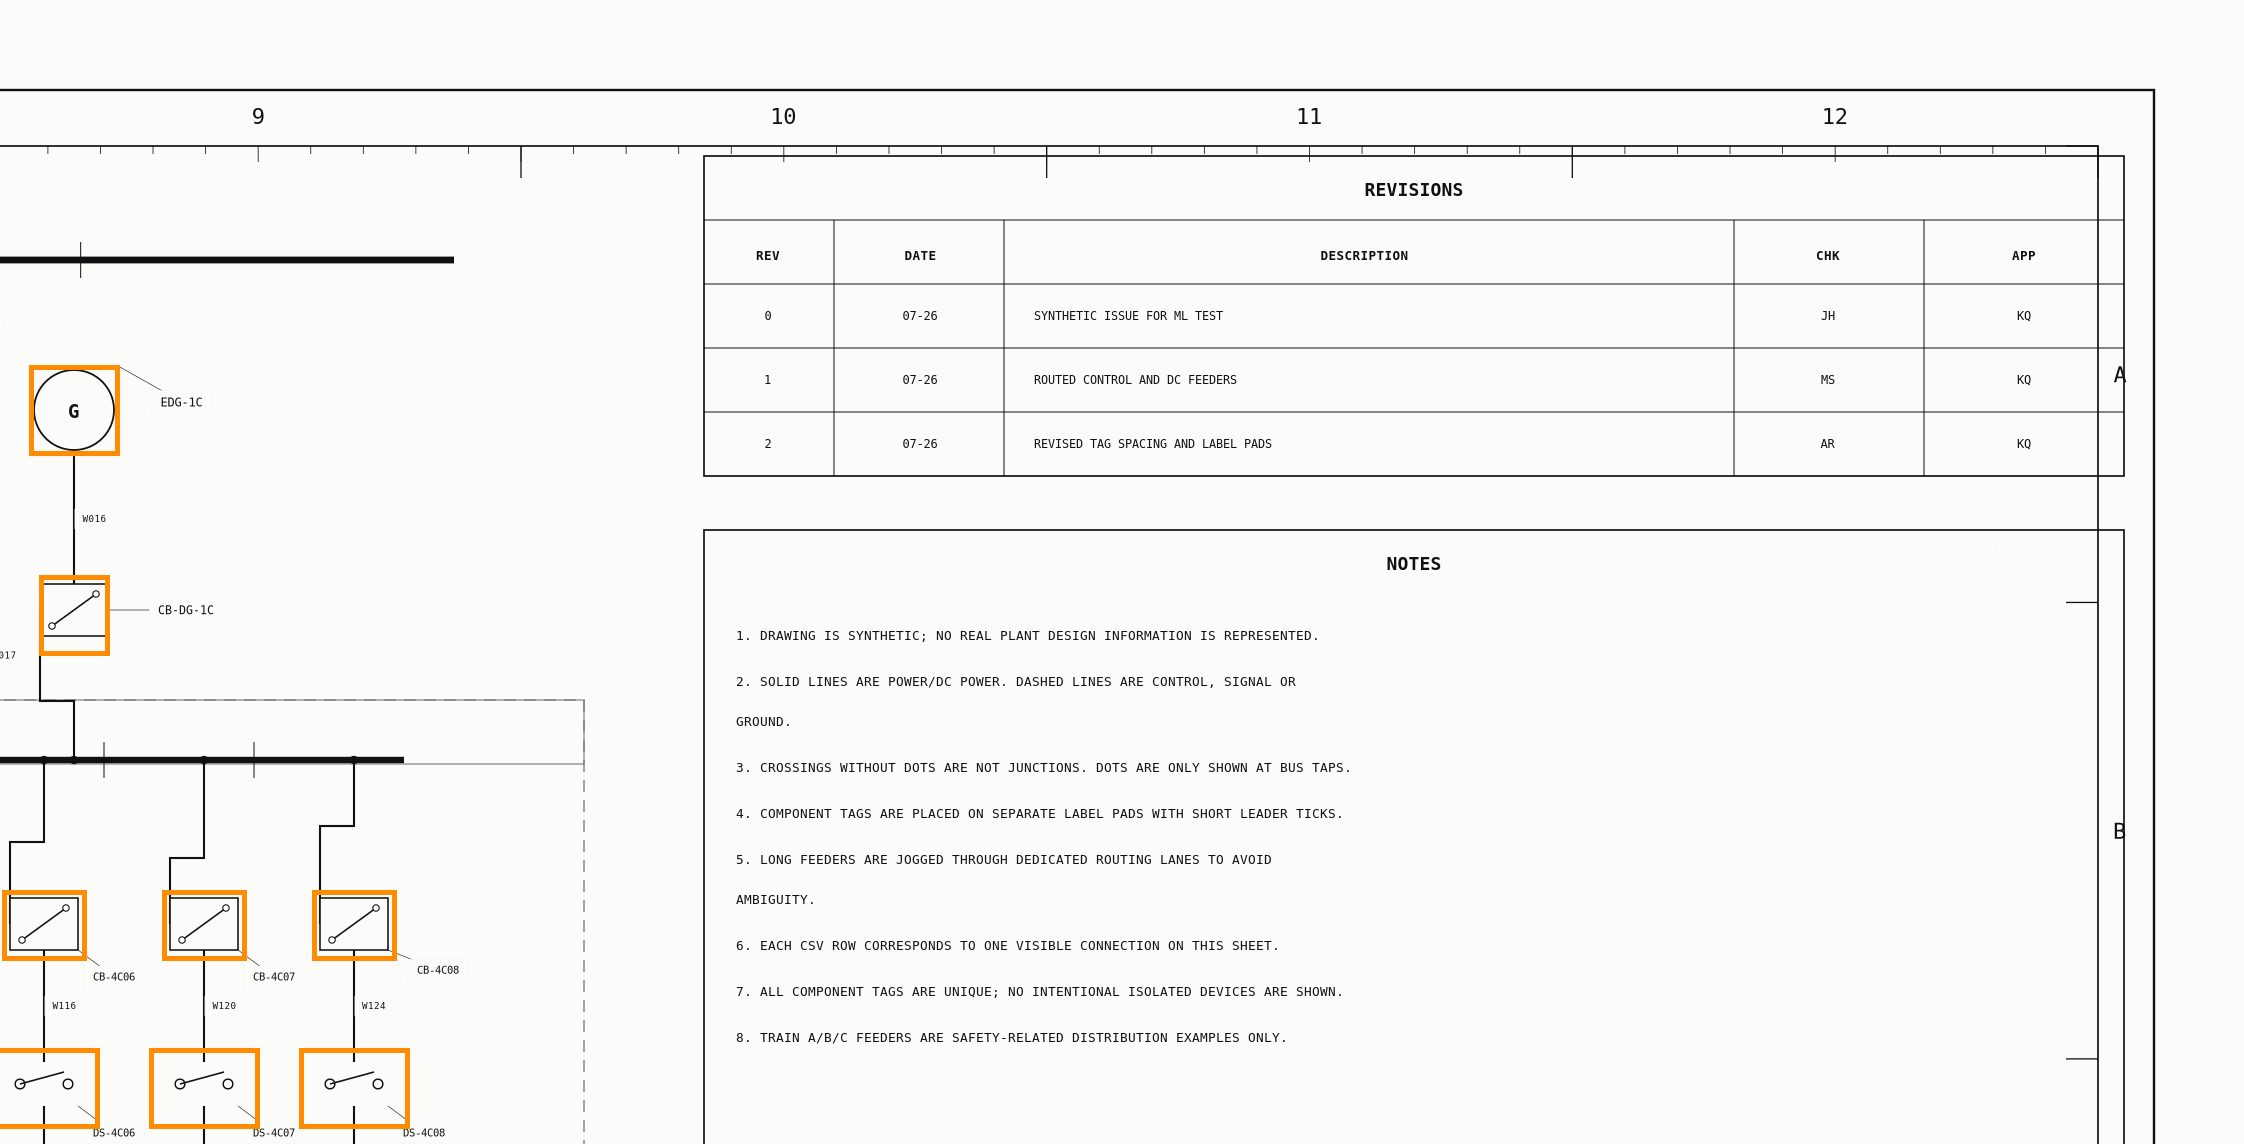 9 10 11 12
REVISIONS
REV DATE DESCRIPTION CHK APP
0 07-26 SYNTHETIC ISSUE FOR ML TEST JH KQ
1 07-26 ROUTED CONTROL AND DC FEEDERS MS KQ
2 07-26 REVISED TAG SPACING AND LABEL PADS AR KQ
A
G
EDG-1C
W016
CB-DG-1C
017
NOTES
1. DRAWING IS SYNTHETIC; NO REAL PLANT DESIGN INFORMATION IS REPRESENTED.
2. SOLID LINES ARE POWER/DC POWER. DASHED LINES ARE CONTROL, SIGNAL OR
GROUND.
3. CROSSINGS WITHOUT DOTS ARE NOT JUNCTIONS. DOTS ARE ONLY SHOWN AT BUS TAPS.
4. COMPONENT TAGS ARE PLACED ON SEPARATE LABEL PADS WITH SHORT LEADER TICKS.
5. LONG FEEDERS ARE JOGGED THROUGH DEDICATED ROUTING LANES TO AVOID
AMBIGUITY.
6. EACH CSV ROW CORRESPONDS TO ONE VISIBLE CONNECTION ON THIS SHEET.
7. ALL COMPONENT TAGS ARE UNIQUE; NO INTENTIONAL ISOLATED DEVICES ARE SHOWN.
8. TRAIN A/B/C FEEDERS ARE SAFETY-RELATED DISTRIBUTION EXAMPLES ONLY.
B
CB-4C06 CB-4C07 CB-4C08
W116 W120 W124
DS-4C06 DS-4C07 DS-4C08